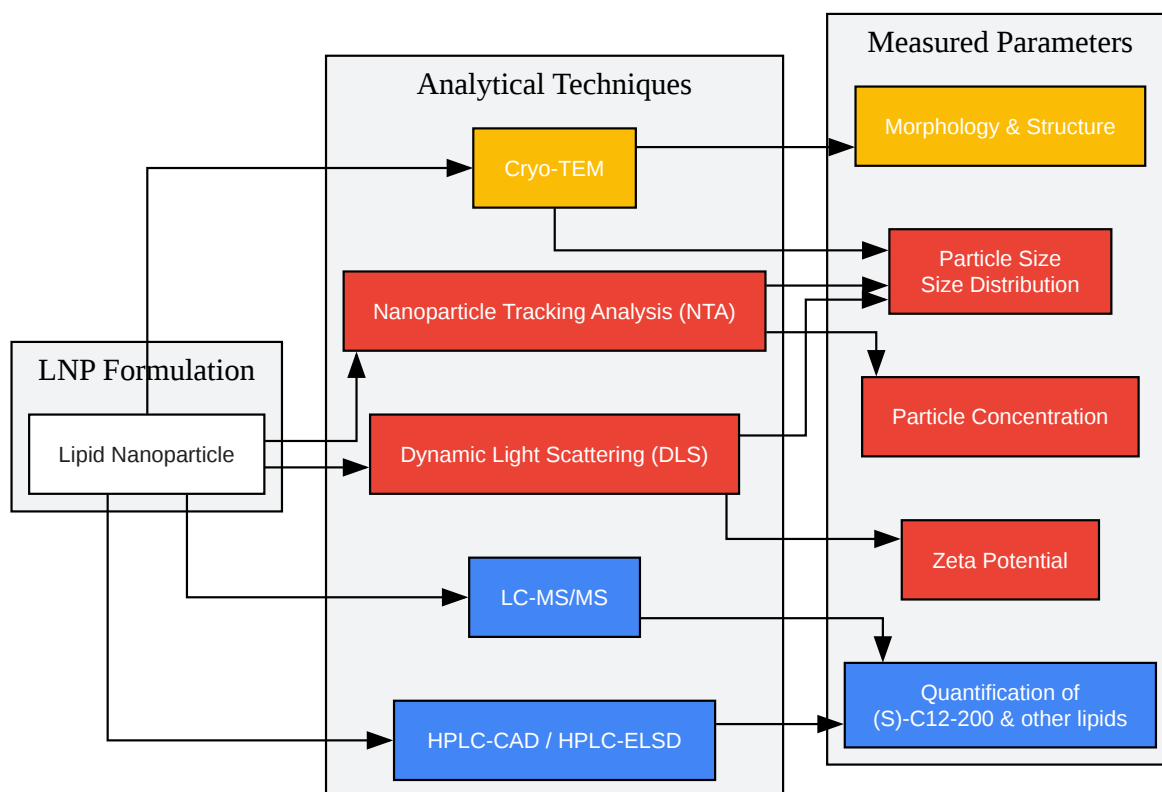 LNP Formulation
Lipid Nanoparticle
Analytical Techniques
Cryo-TEM
Nanoparticle Tracking Analysis (NTA)
Dynamic Light Scattering (DLS)
LC-MS/MS
HPLC-CAD / HPLC-ELSD
Measured Parameters
Morphology & Structure
Particle Size
Size Distribution
Particle Concentration
Zeta Potential
Quantification of
(S)-C12-200 & other lipids